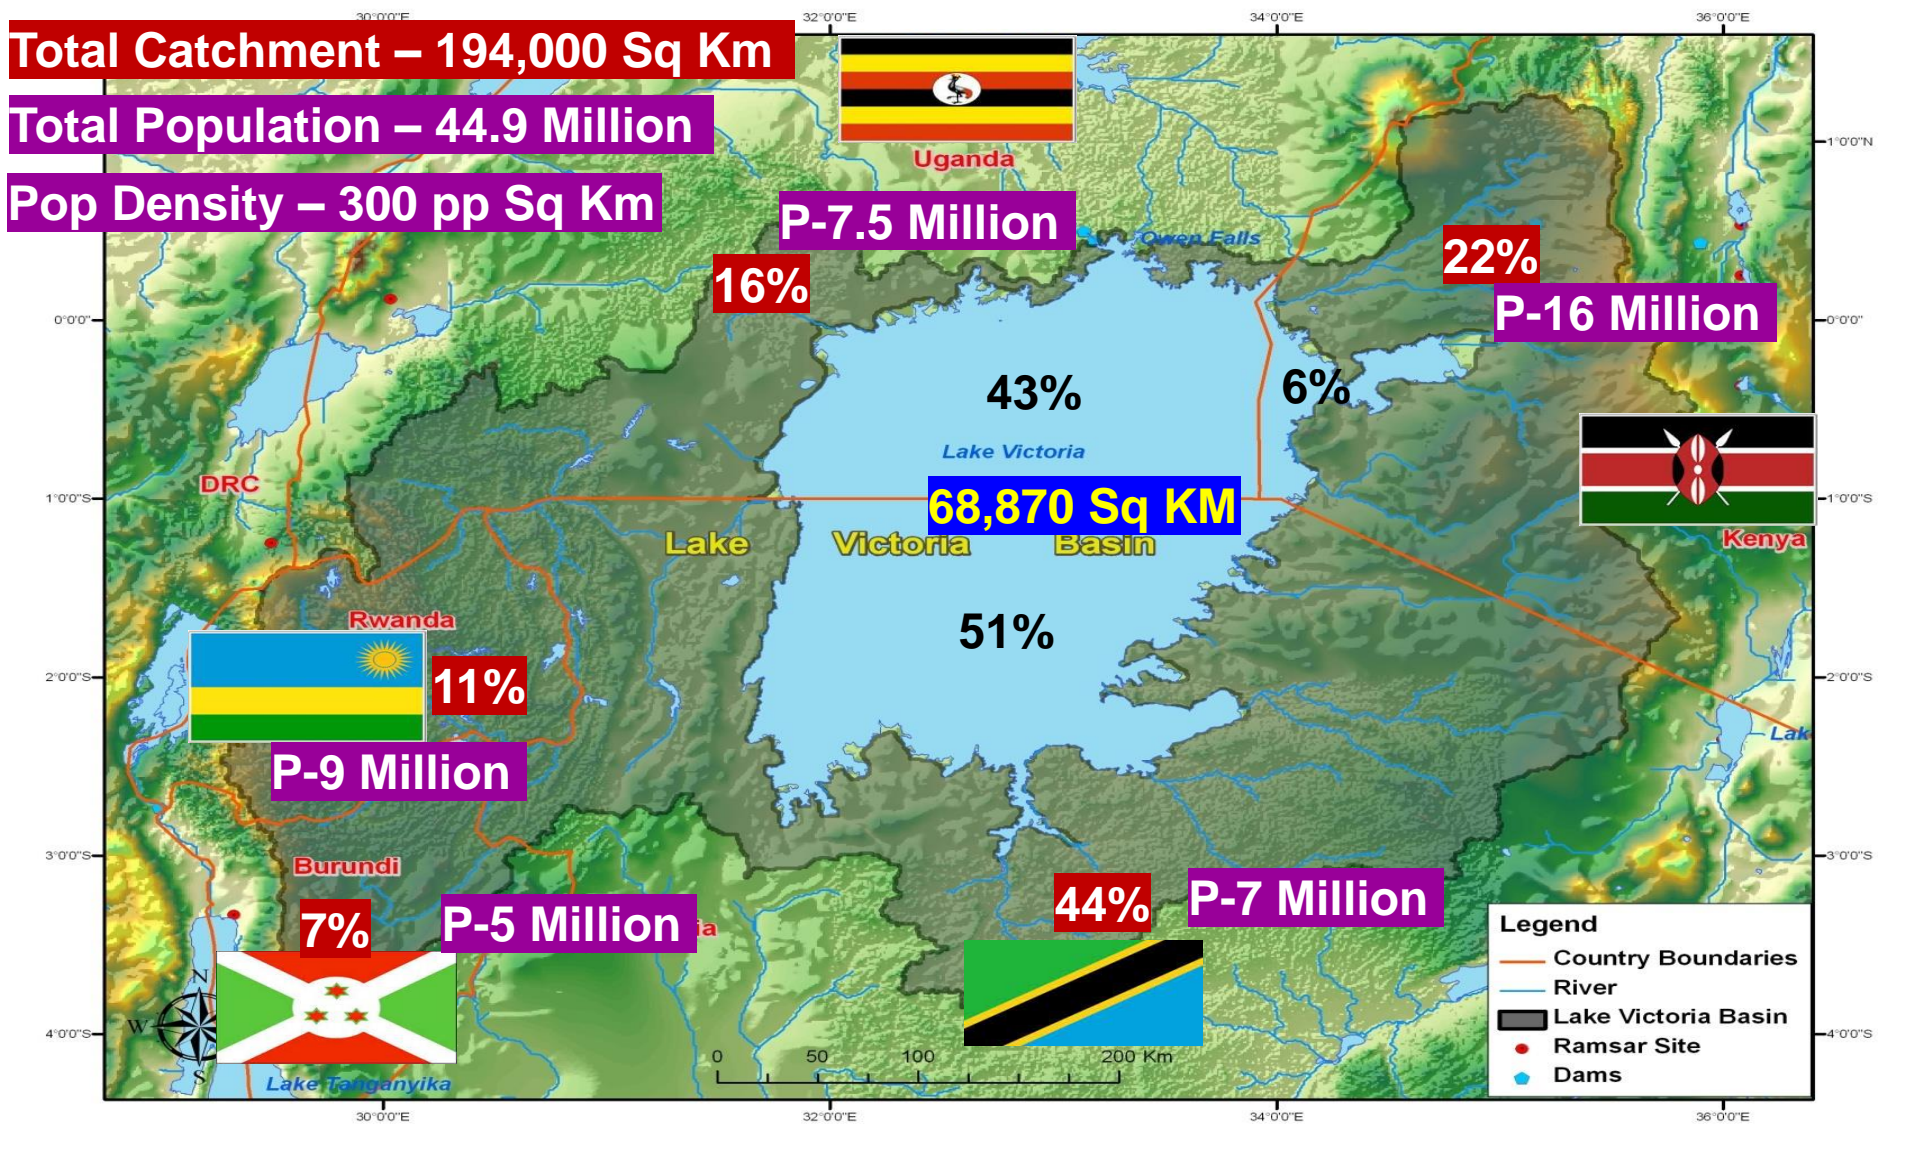 30°0'0"E
32°0'0"E
34°0'0"E
36°0'0"E
Total Catchment – 194,000 Sq Km
Total Population – 44.9 Million
Pop Density – 300 pp Sq Km
Uganda
1°0'0"N
P-7.5 Million
Owen Falls
22%
16%
P-16 Million
0°0'0"
0°0'0"
43%
6%
Lake Victoria
DRC
1°0'0"S
68,870 Sq KM
1°0'0"S
Lake Victoria Basin
Kenya
Rwanda
51%
2°0'0"S
11%
2°0'0"S
Lak
P-9 Million
3°0'0"S
Burundi
3°0'0"S
44%
P-7 Million
7%
P-5 Million
ia
Legend
Country Boundaries
River
Lake Victoria Basin
Ramsar Site
Dams
N
W
S
4°0'0"S
4°0'0"S
0 50 100 200 Km
Lake Tanganyika
30°0'0"E
32°0'0"E
34°0'0"E
36°0'0"E